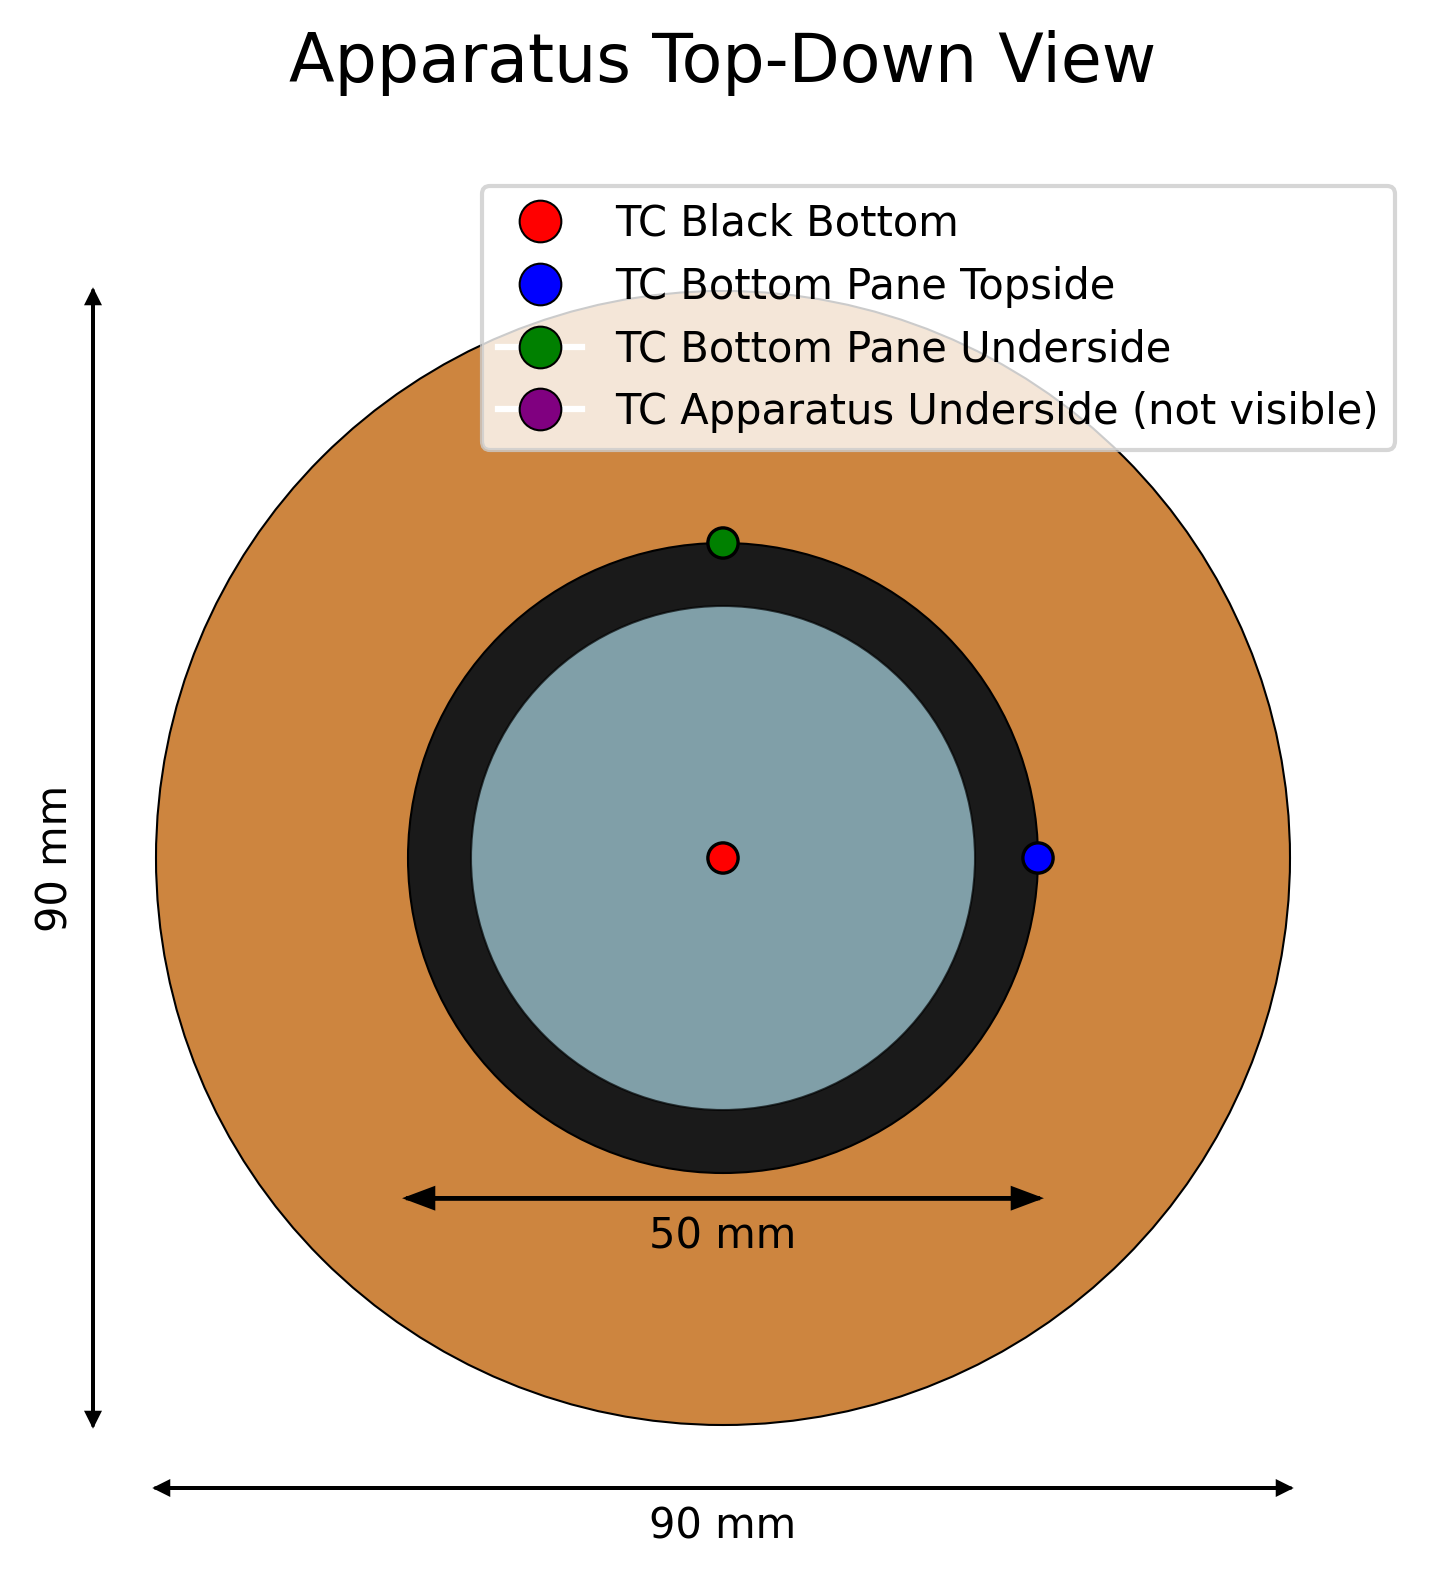 Apparatus Top-Down View
TC Black Bottom
TC Bottom Pane Topside
TC Bottom Pane Underside
TC Apparatus Underside (not visible)
90 mm
50 mm
90 mm